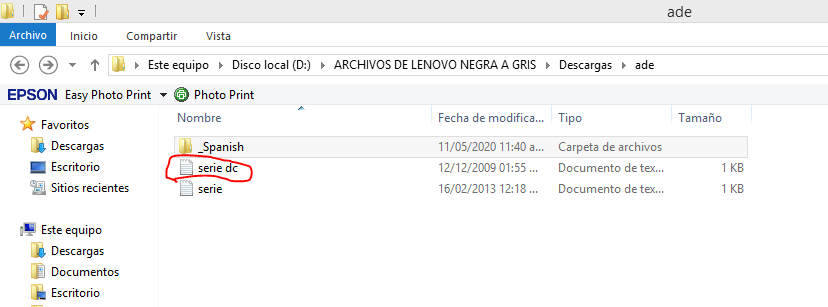 ade
Archivo Inicio Compartir Vista
Este equipo Disco local (D:) ARCHIVOS DE LENOVO NEGRA A GRIS Descargas ade
EPSON Easy Photo Print Photo Print
Favoritos
Descargas
Escritorio
Sitios recientes
Este equipo
Descargas
Documentos
Escritorio
Nombre Fecha de modifica... Tipo Tamaño
_Spanish 11/05/2020 11:40 a... Carpeta de archivos
serie dc 12/12/2009 01:55 ... Documento de tex... 1 KB
serie 16/02/2013 12:18 ... Documento de tex... 1 KB